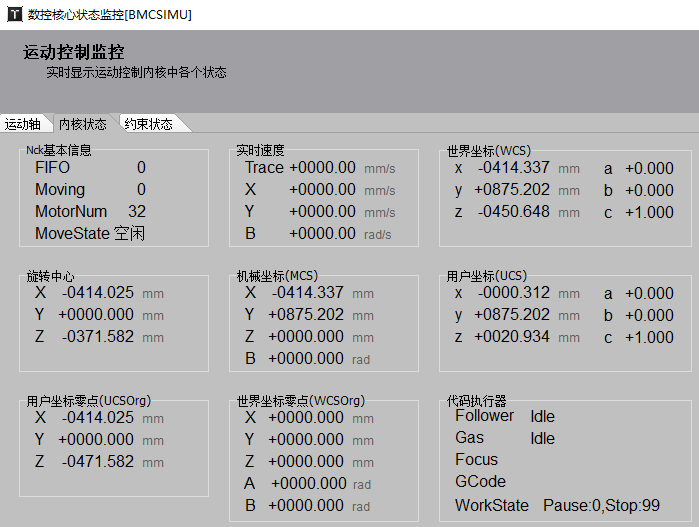 数控核心状态监控[BMCSIMU]
运动控制监控
实时显示运动控制内核中各个状态
运动轴 内核状态 约束状态
Nck基本信息
FIFO 0
Moving 0
MotorNum 32
MoveState 空闲
实时速度
Trace +0000.00 mm/s
X +0000.00 mm/s
Y +0000.00 mm/s
B +0000.00 rad/s
世界坐标(WCS)
x -0414.337 mm a +0.000
y +0875.202 mm b +0.000
z -0450.648 mm c +1.000
旋转中心
X -0414.025 mm
Y +0000.000 mm
Z -0371.582 mm
机械坐标(MCS)
X -0414.337 mm
Y +0875.202 mm
Z +0000.000 mm
B +0000.000 rad
用户坐标(UCS)
x -0000.312 mm a +0.000
y +0875.202 mm b +0.000
z +0020.934 mm c +1.000
用户坐标零点(UCSOrg)
X -0414.025 mm
Y +0000.000 mm
Z -0471.582 mm
世界坐标零点(WCSOrg)
X +0000.000 mm
Y +0000.000 mm
Z +0000.000 mm
A +0000.000 rad
B +0000.000 rad
代码执行器
Follower Idle
Gas Idle
Focus
GCode
WorkState Pause:0,Stop:99